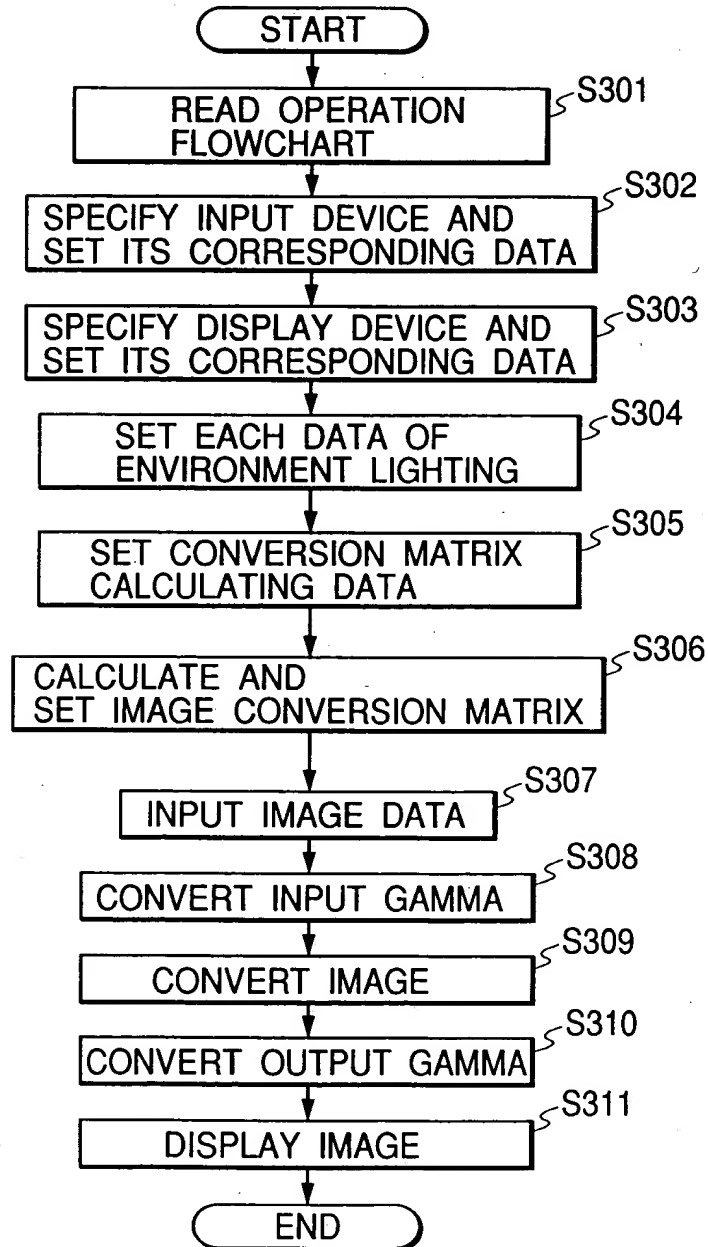 START
S301
READ OPERATION
FLOWCHART
S302
SPECIFY INPUT DEVICE AND
SET ITS CORRESPONDING DATA
S303
SPECIFY DISPLAY DEVICE AND
SET ITS CORRESPONDING DATA
S304
SET EACH DATA OF
ENVIRONMENT LIGHTING
S305
SET CONVERSION MATRIX
CALCULATING DATA
S306
CALCULATE AND
SET IMAGE CONVERSION MATRIX
S307
INPUT IMAGE DATA
S308
CONVERT INPUT GAMMA
S309
CONVERT IMAGE
S310
CONVERT OUTPUT GAMMA
S311
DISPLAY IMAGE
END